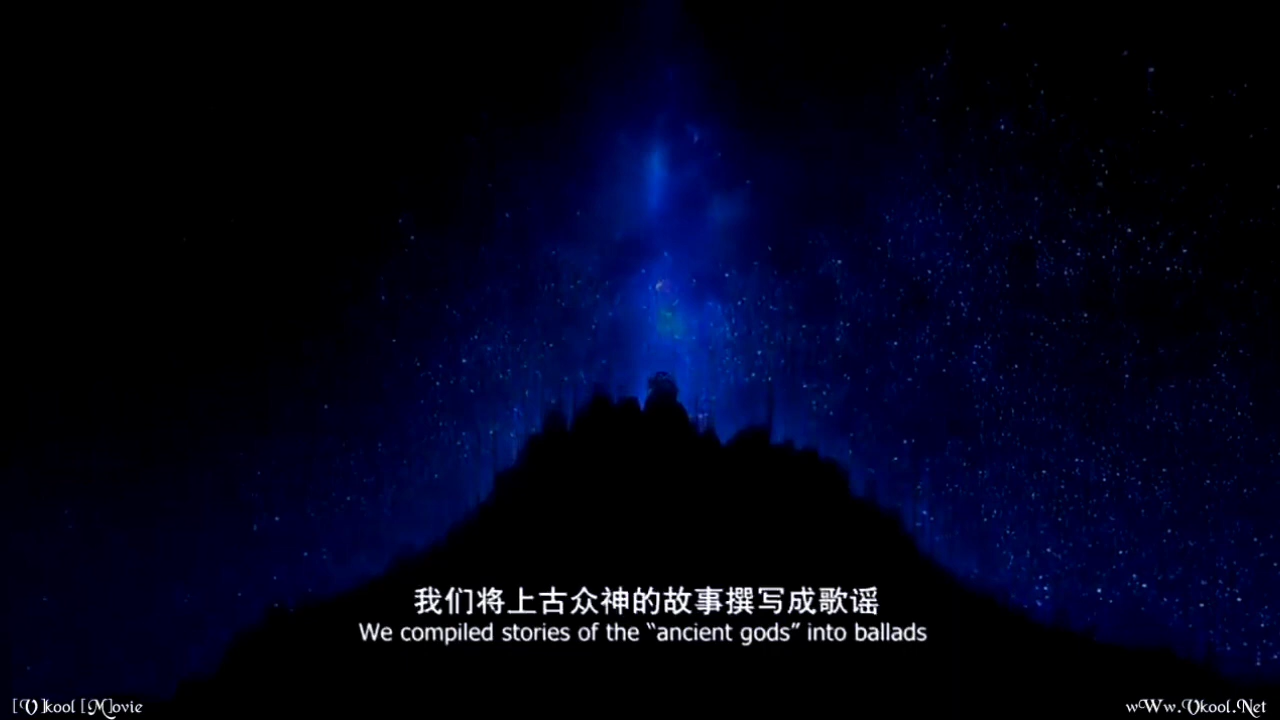 我们将上古众神的故事撰写成歌谣
We compiled stories of the “ancient gods” into ballads
[V]kool [M]ovie
wWw.Vkool.Net